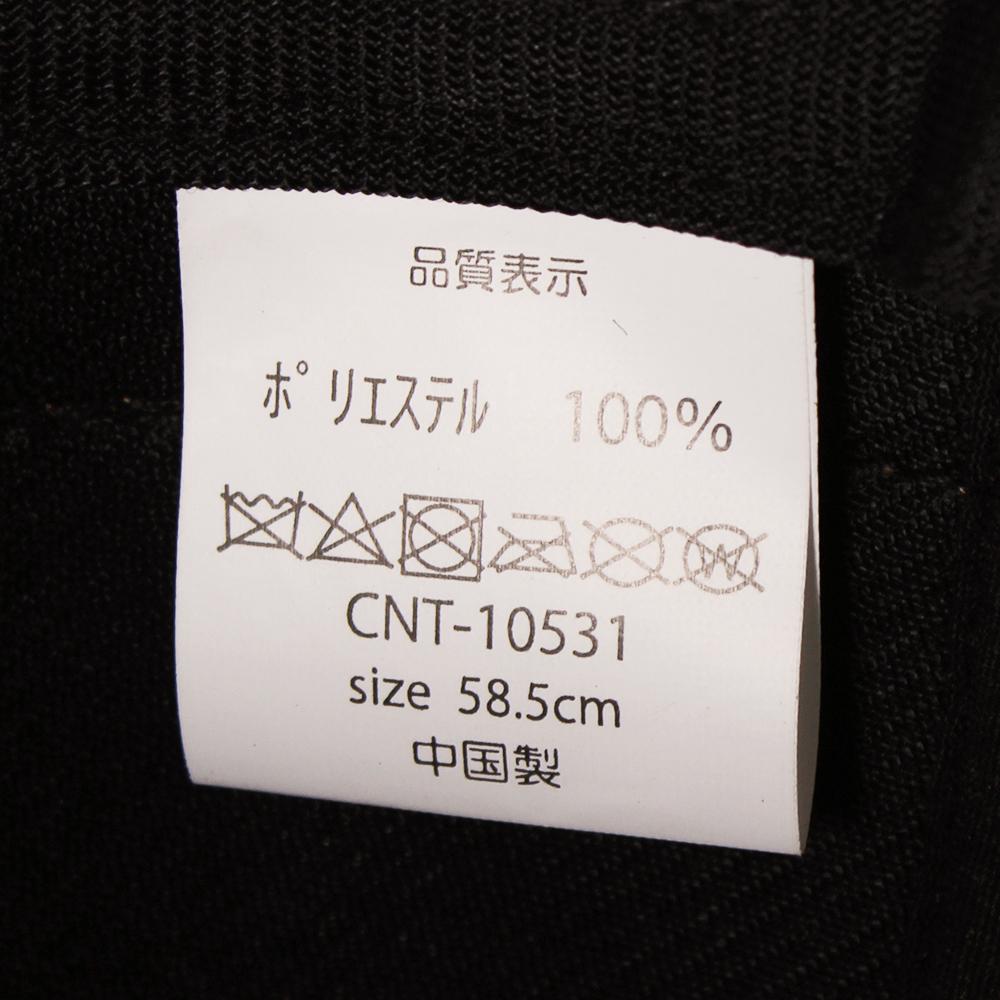 品質表示
ポリエステル 100%
W
CNT-10531
size 58.5cm
中国製